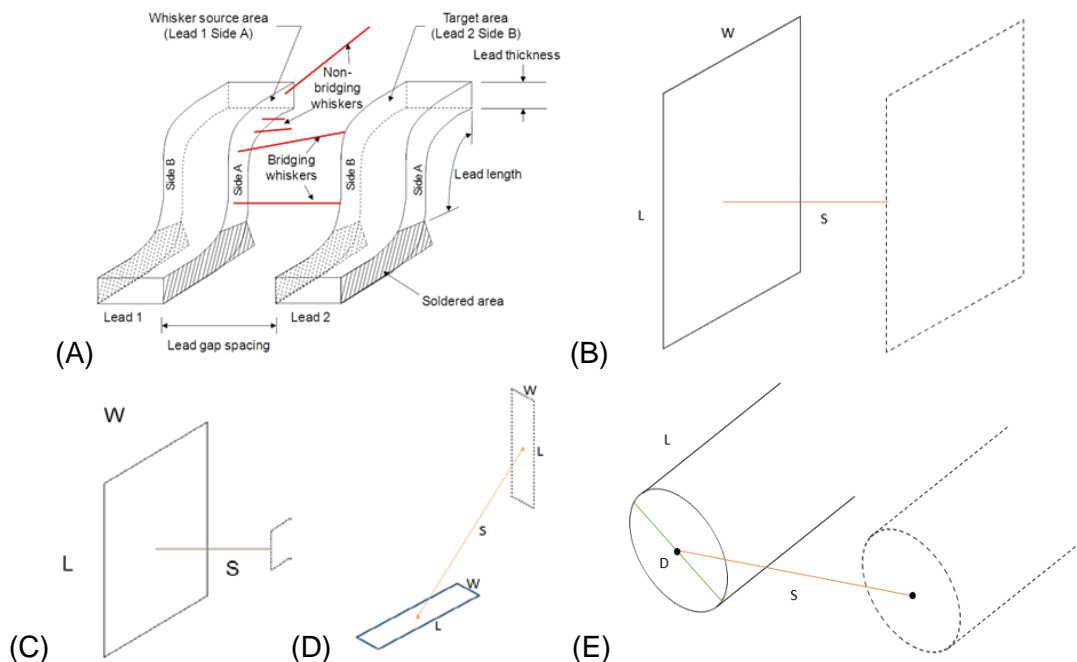 Whisker source area
(Lead 1 Side A)
Target area
(Lead 2 Side B)
Lead thickness
Non-
bridging
whiskers
Side B
Side A
Bridging
whiskers
Side B
Side A
Lead length
Soldered area
Lead 1
Lead 2
Lead gap spacing
(A)
W
L
S
(B)
W
L
S
(C)
W
L
S
W
L
(D)
L
D
S
(E)